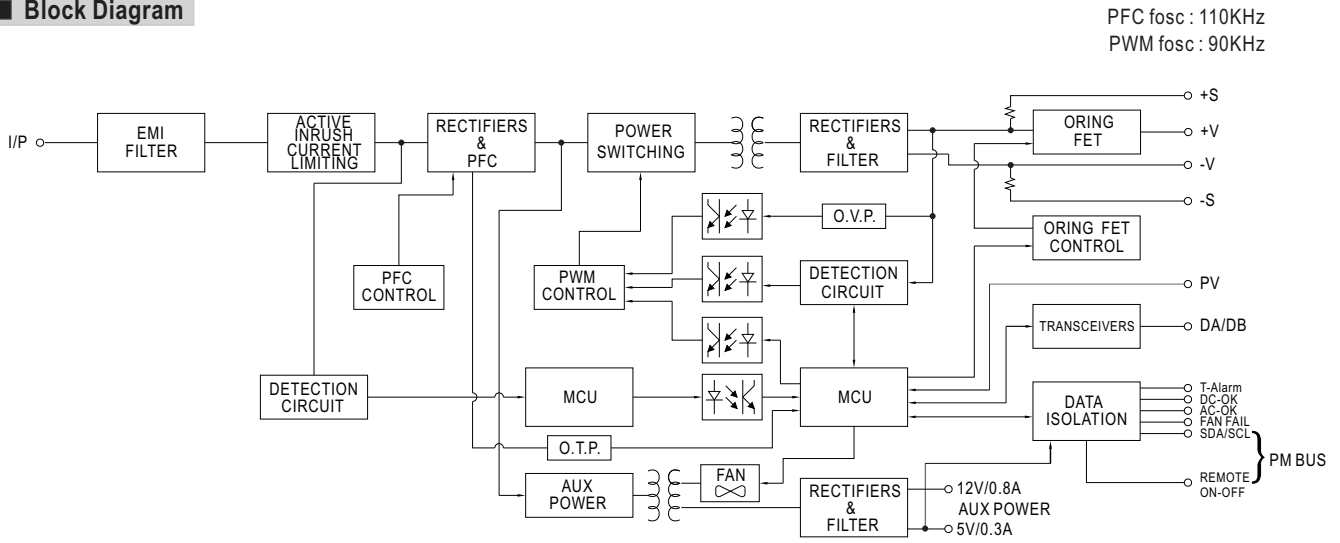 ■ Block Diagram
PFC fosc : 110KHz
PWM fosc : 90KHz
I/P
EMI
FILTER
ACTIVE
INRUSH
CURRENT
LIMITING
RECTIFIERS
&
PFC
POWER
SWITCHING
RECTIFIERS
&
FILTER
ORING
FET
+S
+V
-V
-S
O.V.P.
ORING FET
CONTROL
PFC
CONTROL
PWM
CONTROL
DETECTION
CIRCUIT
PV
TRANSCEIVERS
DA/DB
DETECTION
CIRCUIT
MCU
MCU
DATA
ISOLATION
T-Alarm
DC-OK
AC-OK
FAN FAIL
SDA/SCL
PM BUS
REMOTE
ON-OFF
O.T.P.
AUX
POWER
FAN
RECTIFIERS
&
FILTER
12V/0.8A
AUX POWER
5V/0.3A